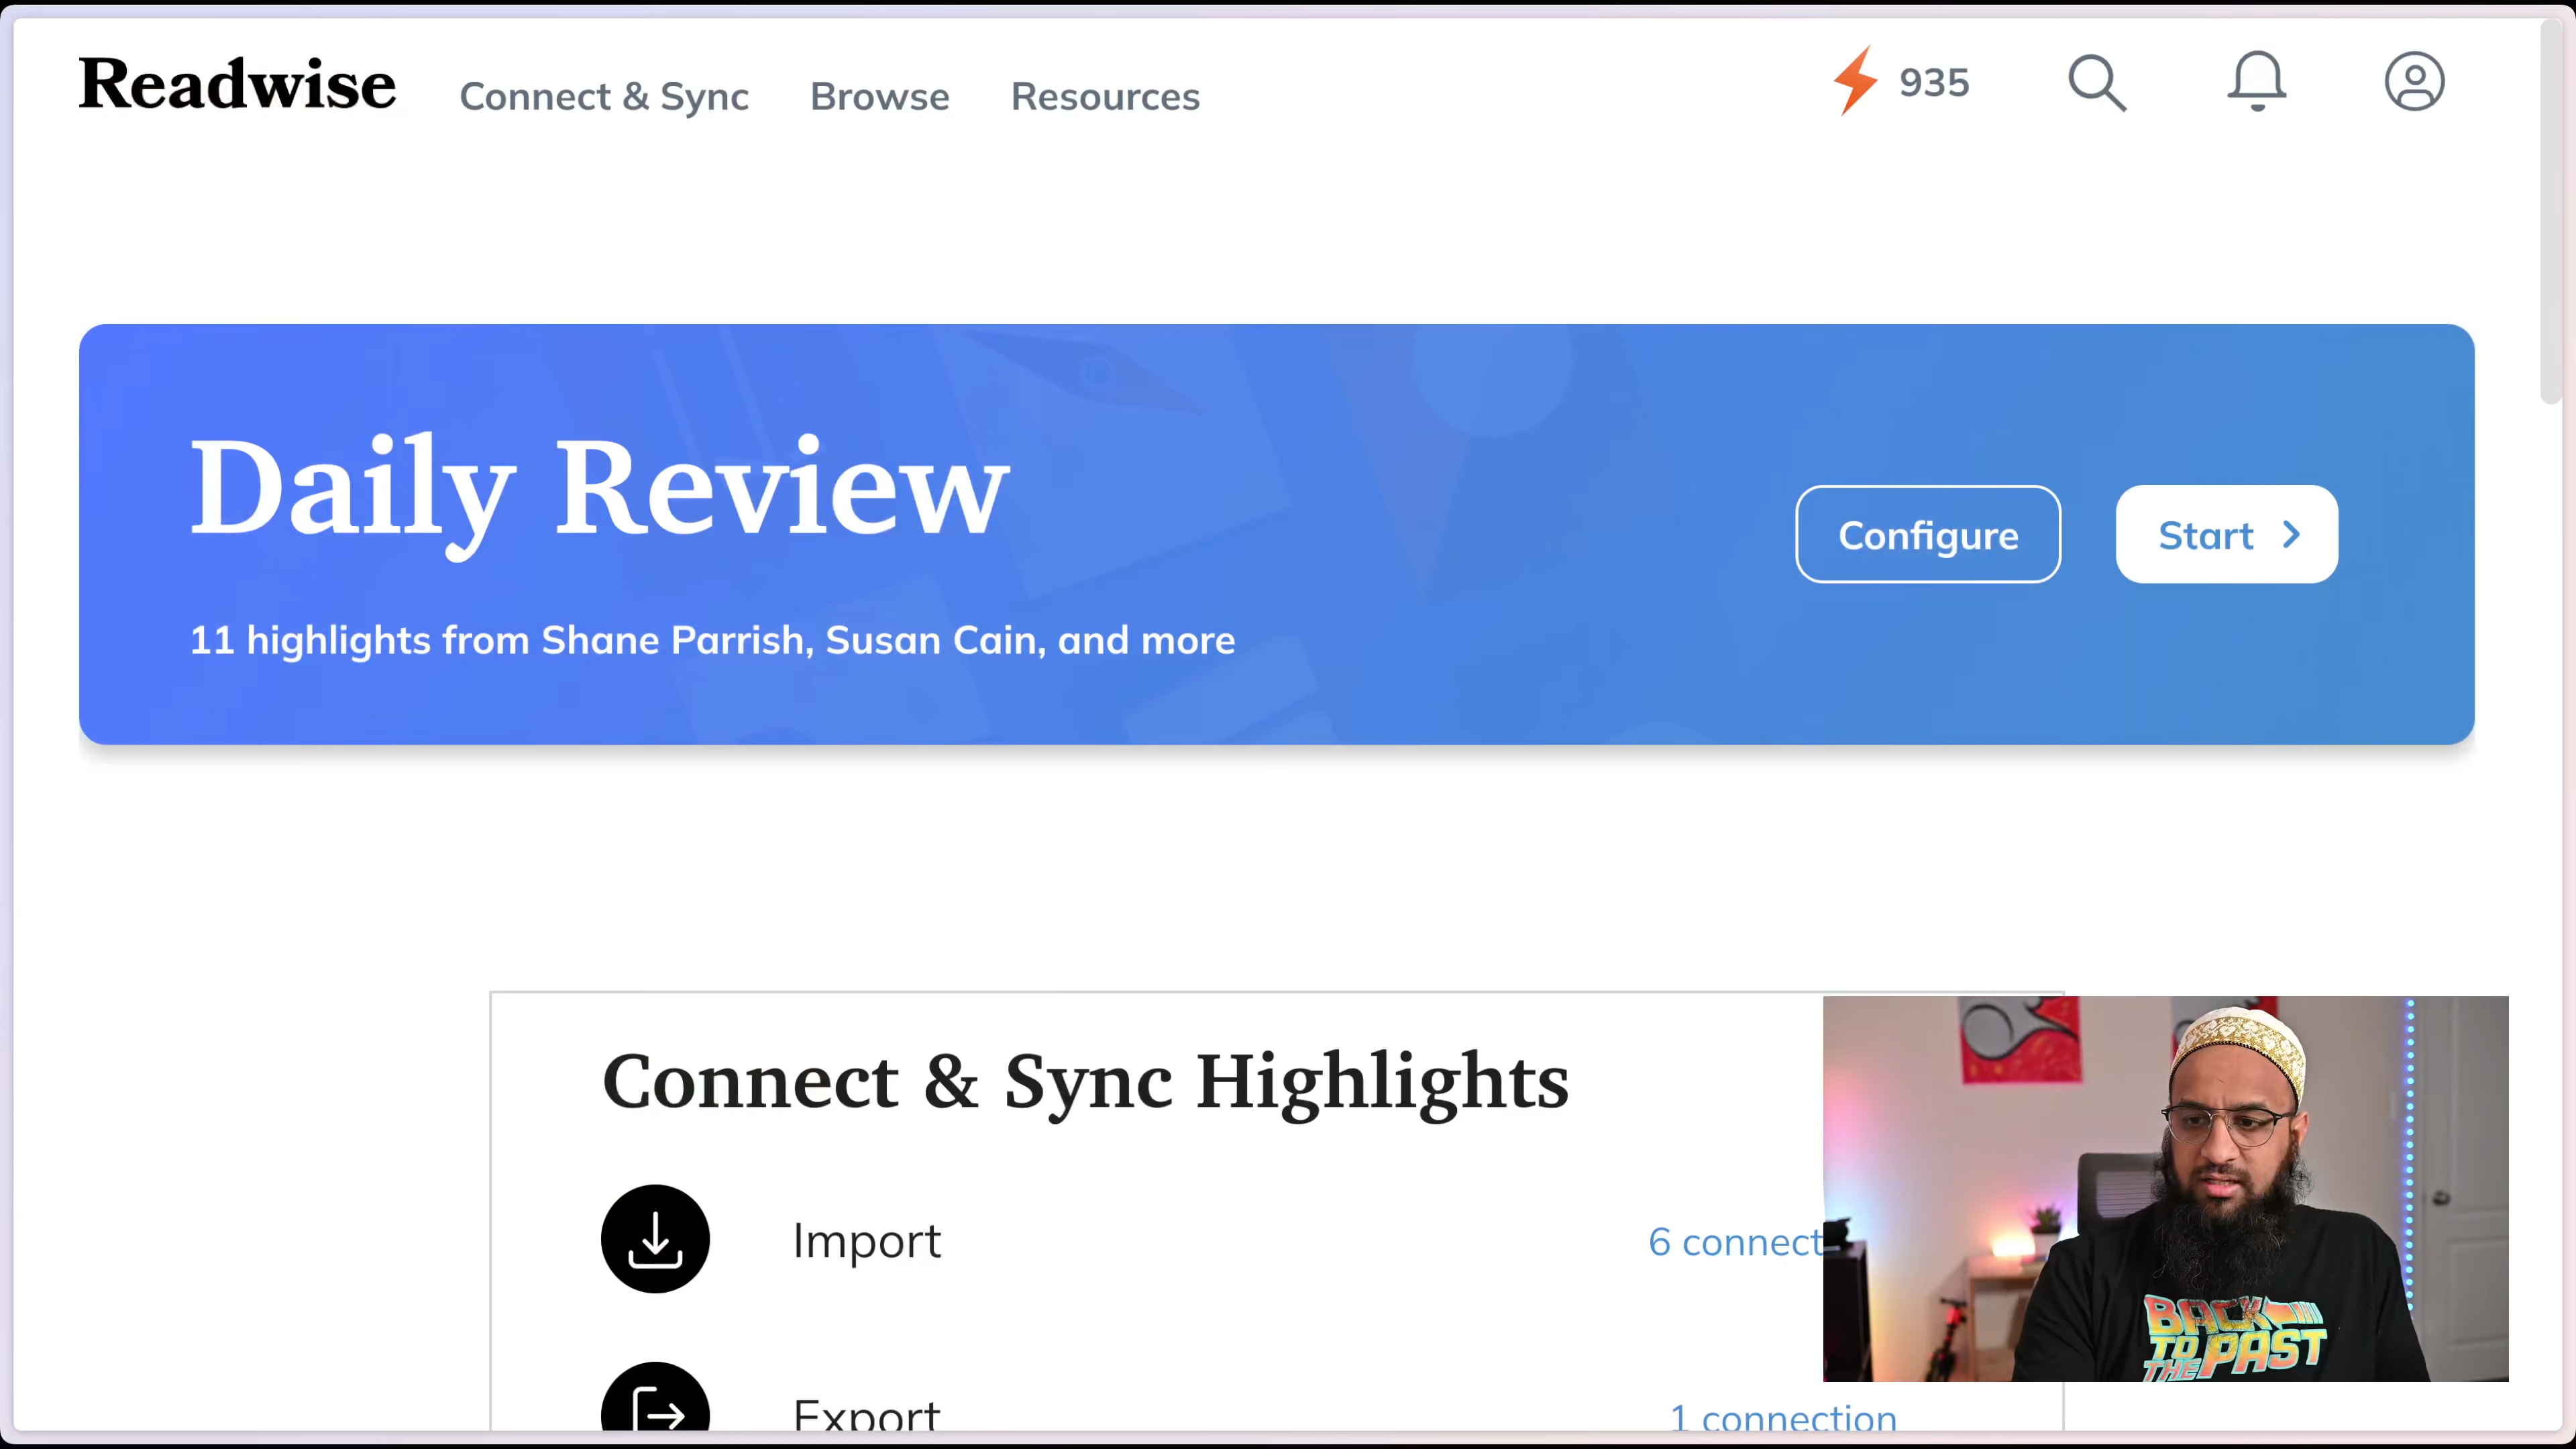 Readwise
Connect & Sync
Browse
Resources
935
Daily Review
Configure
Start
11 highlights from Shane Parrish, Susan Cain, and more
Connect & Sync Highlights
Import
6 connect
Export
1 connection
BACK
TO THE PAST